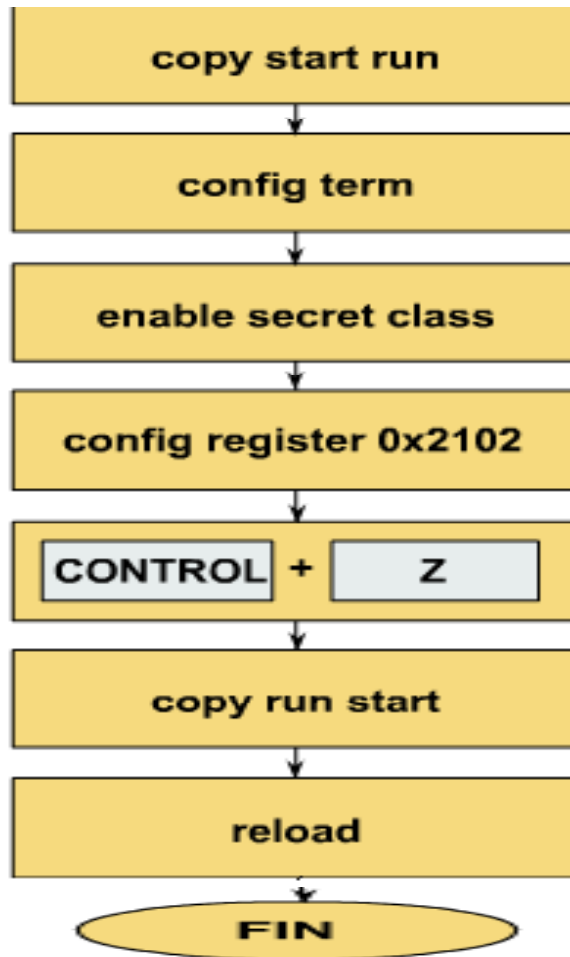 copy start run
config term
enable secret class
config register 0x2102
CONTROL + Z
copy run start
reload
FIN